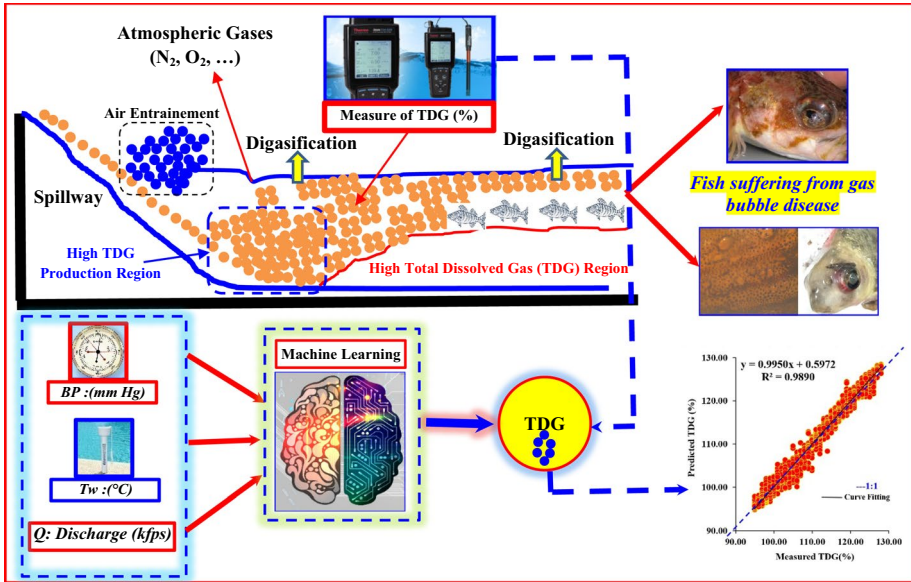 Atmospheric Gases
(N₂, O₂, …)
Air Entrainement
Measure of TDG (%)
Digasification
Digasification
Spillway
Fish suffering from gas
bubble disease
High TDG
Production Region
High Total Dissolved Gas (TDG) Region
BP :(mm Hg)
Tw :(°C)
Q: Discharge (kfps)
Machine Learning
TDG
y = 0.9950x + 0.5972
R² = 0.9890
Predicted TDG (%)
130.00
120.00
110.00
100.00
90.00
---1:1
Curve Fitting
90.00 100.00 110.00 120.00 130.00
Measured TDG(%)